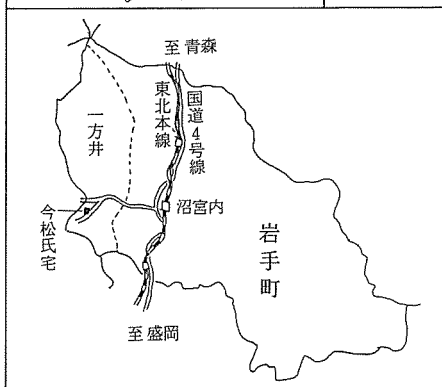 至青森
東北本線
国道4号線
一方井
今松氏宅
沼宮内
岩手町
至盛岡